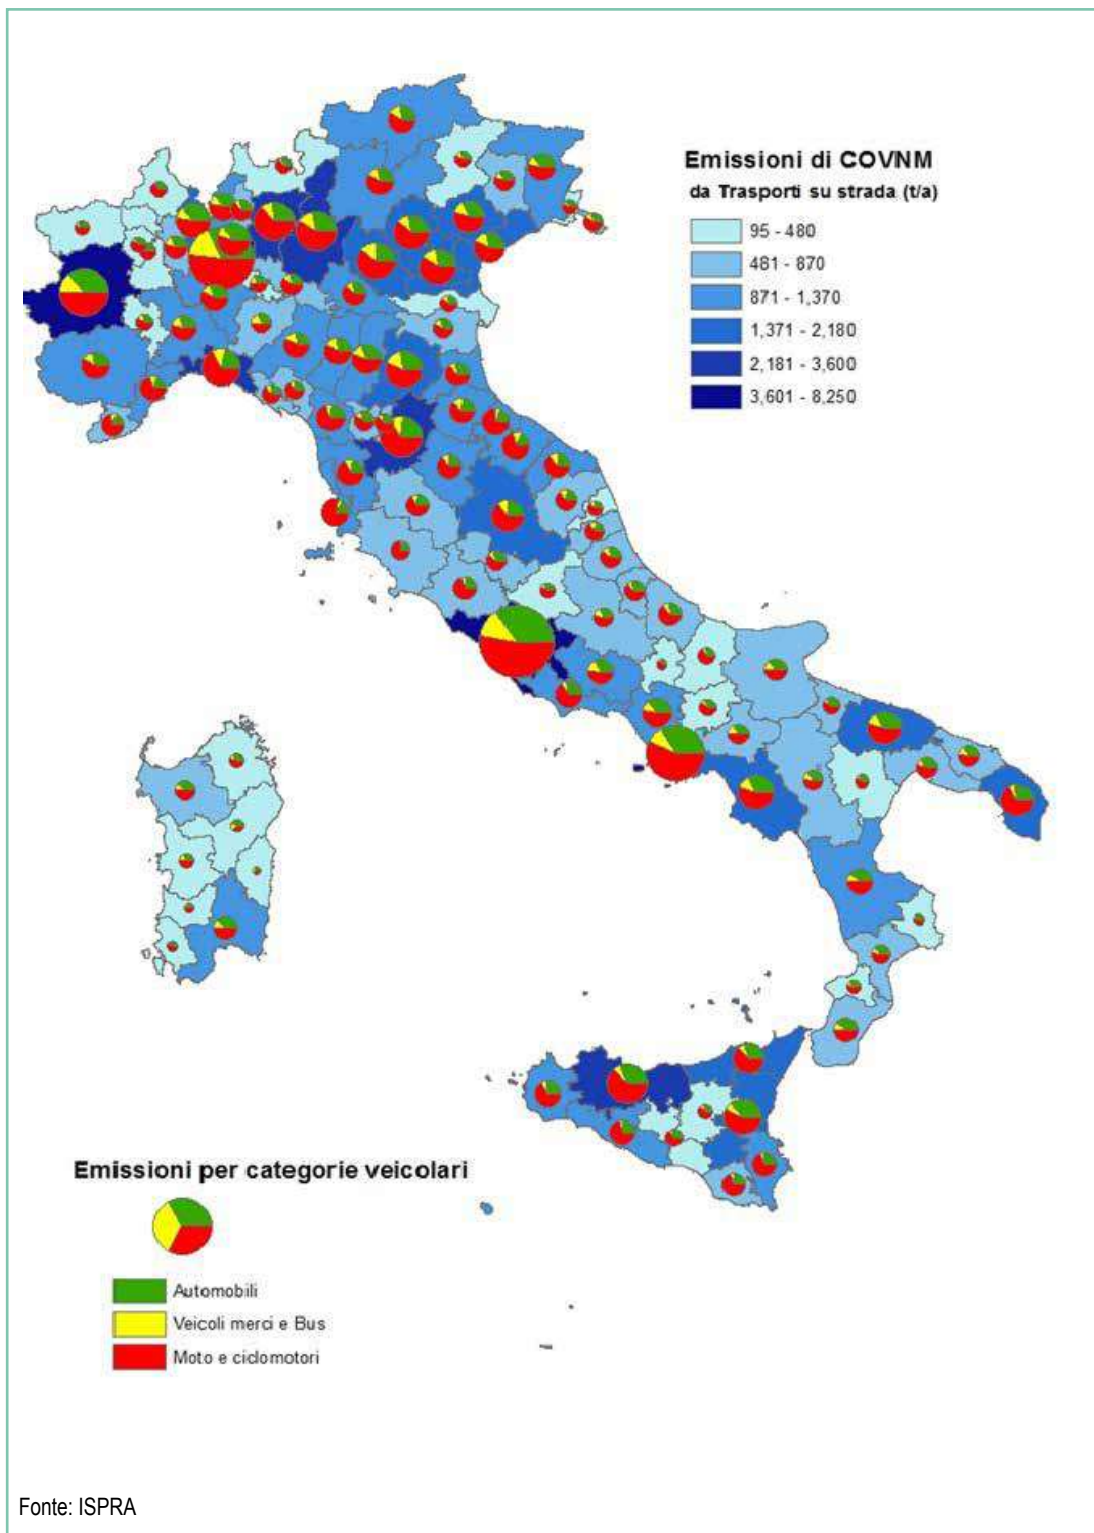 Emissioni di COVNM
da Trasporti su strada (t/a)
95 - 480
481 - 870
871 - 1,370
1,371 - 2,180
2,181 - 3,600
3,601 - 8,250
Emissioni per categorie veicolari
Automobili
Veicoli merci e Bus
Moto e ciclomotori
Fonte: ISPRA